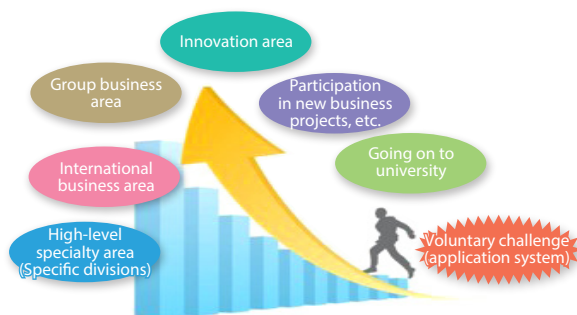 Innovation area
Group business
area
Participation
in new business
projects, etc.
Going on to
university
International
business area
High-level
specialty area
(Specific divisions)
Voluntary challenge
(application system)